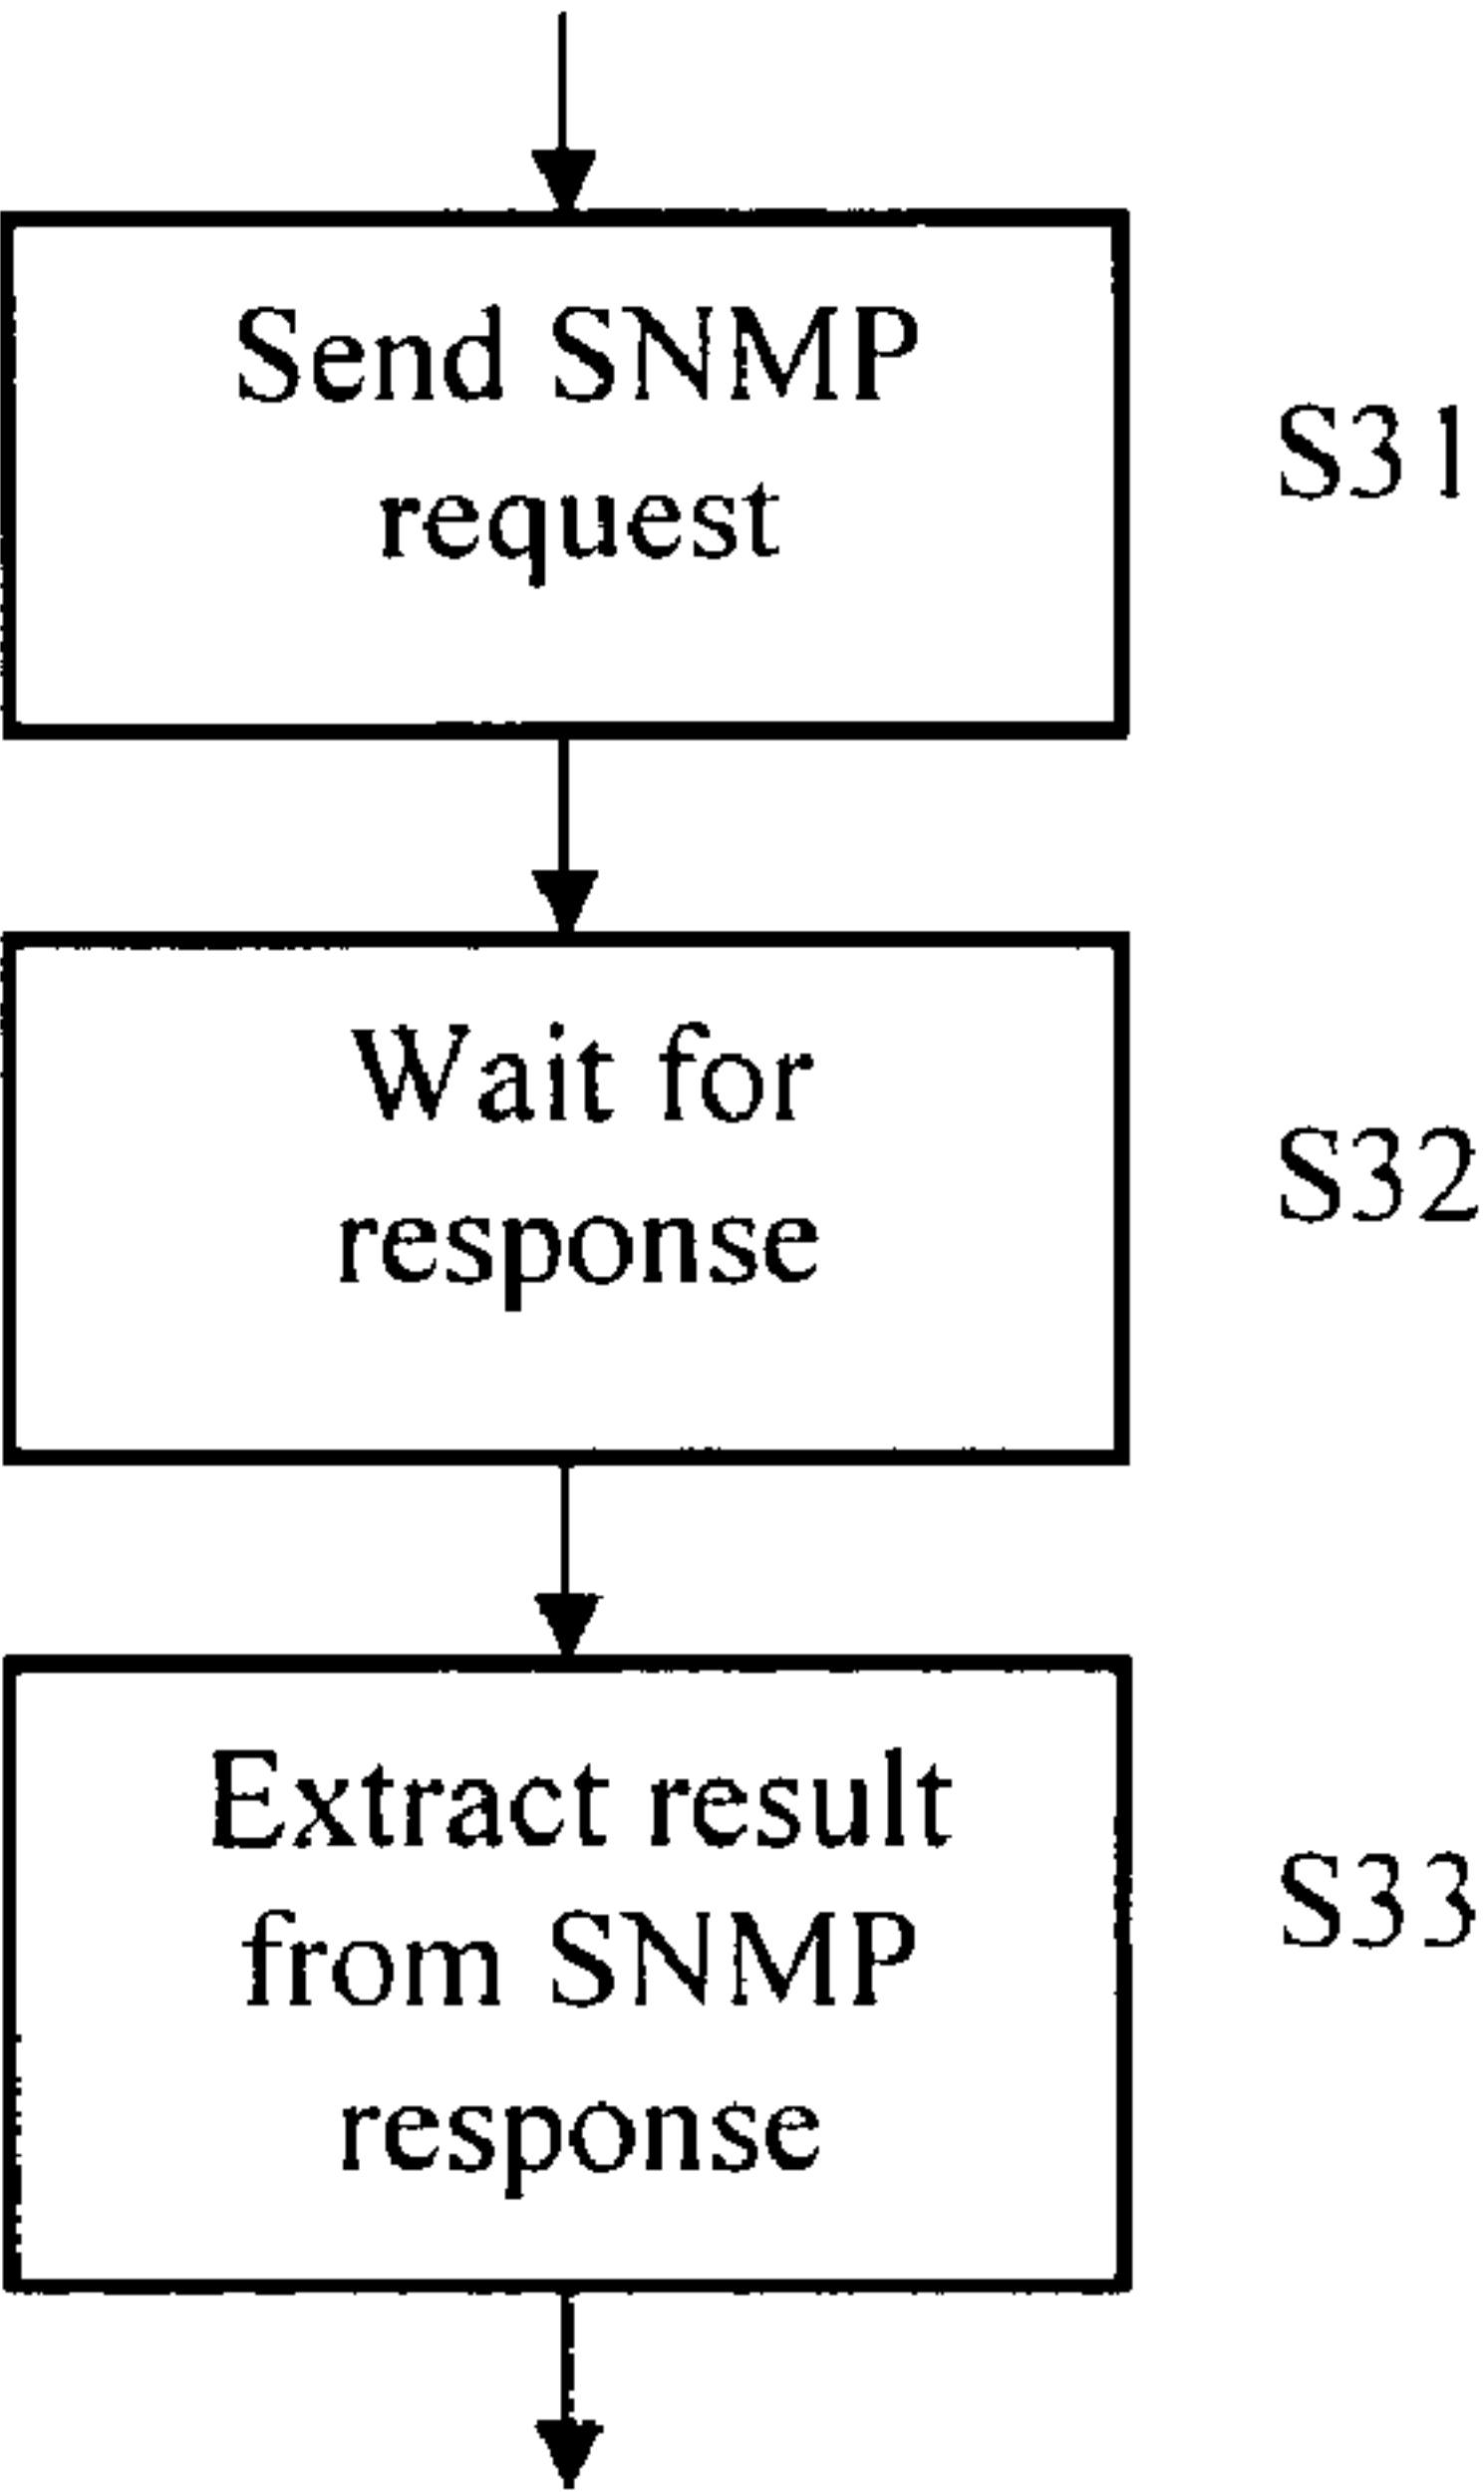 Send SNMP
request
S31
Wait for
response
S32
Extract result
from SNMP
response
S33